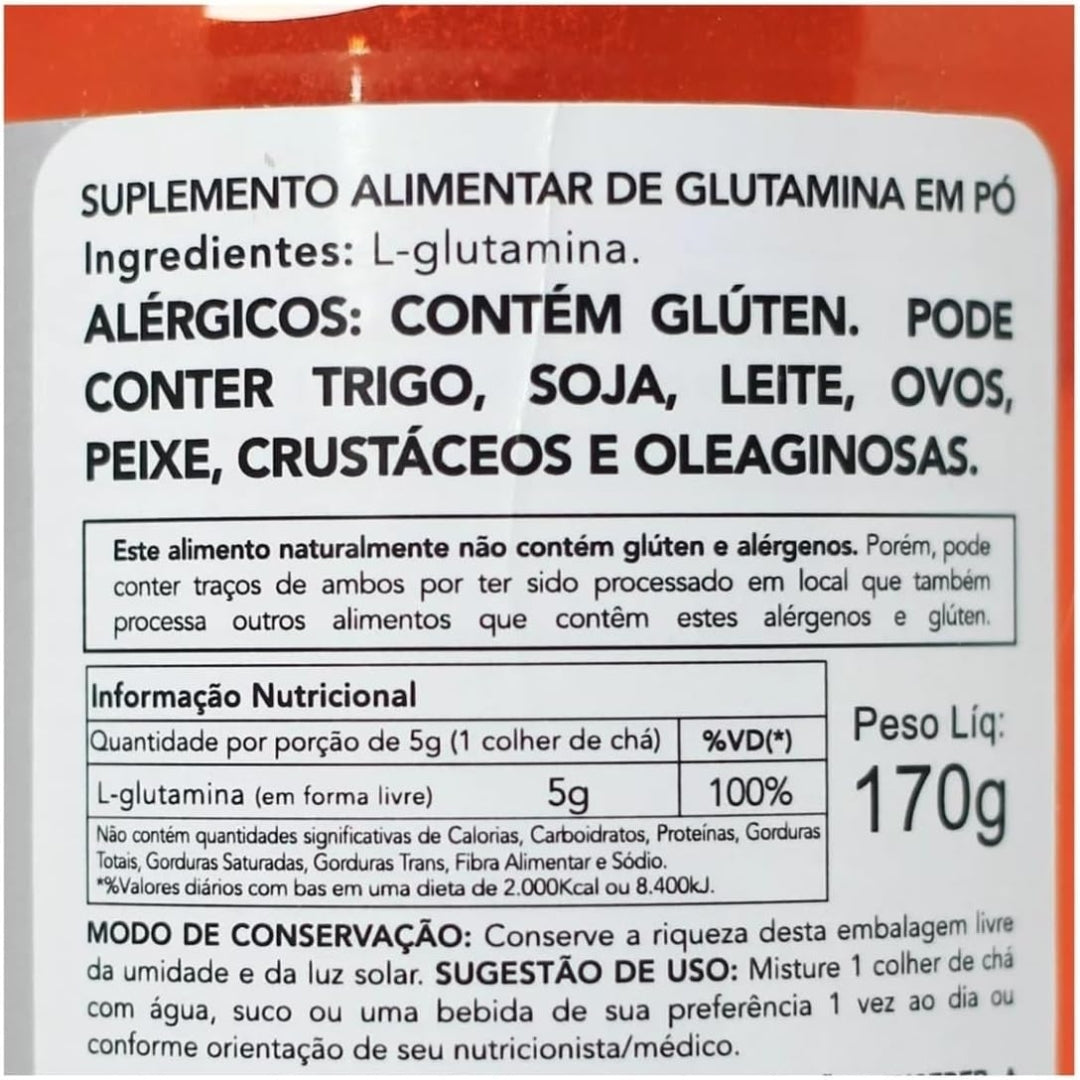 SUPLEMENTO ALIMENTAR DE GLUTAMINA EM PÓ
Ingredientes: L-glutamina.
ALÉRGICOS: CONTÉM GLÚTEN. PODE
CONTER TRIGO, SOJA, LEITE, OVOS,
PEIXE, CRUSTÁCEOS E OLEAGINOSAS.
Este alimento naturalmente não contém glúten e alérgenos. Porém, pode
conter traços de ambos por ter sido processado em local que também
processa outros alimentos que contêm estes alérgenos e glúten.
Informação Nutricional
Quantidade por porção de 5g (1 colher de chá) %VD(*)
L-glutamina (em forma livre) 5g 100%
Não contém quantidades significativas de Calorias, Carboidratos, Proteínas, Gorduras
Totais, Gorduras Saturadas, Gorduras Trans, Fibra Alimentar e Sódio.
*%Valores diários com bas em uma dieta de 2.000Kcal ou 8.400kJ.
Peso Líq:
170g
MODO DE CONSERVAÇÃO: Conserve a riqueza desta embalagem livre
da umidade e da luz solar. SUGESTÃO DE USO: Misture 1 colher de chá
com água, suco ou uma bebida de sua preferência 1 vez ao dia ou
conforme orientação de seu nutricionista/médico.